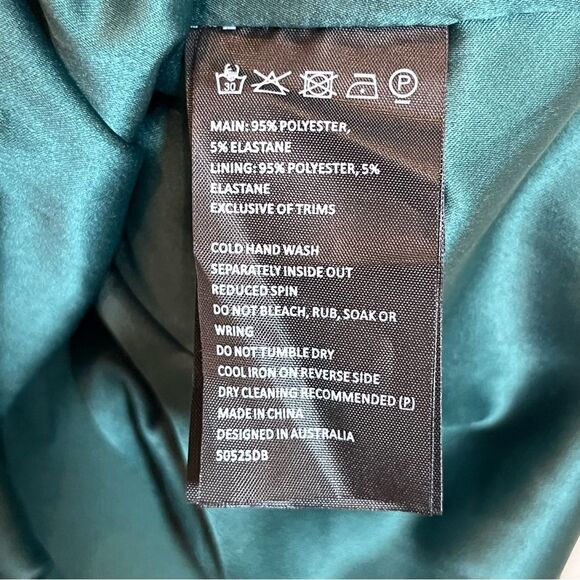 30 P
MAIN: 95% POLYESTER,
5% ELASTANE
LINING: 95% POLYESTER, 5%
ELASTANE
EXCLUSIVE OF TRIMS
COLD HAND WASH
SEPARATELY INSIDE OUT
REDUCED SPIN
DO NOT BLEACH, RUB, SOAK OR
WRING
DO NOT TUMBLE DRY
COOL IRON ON REVERSE SIDE
DRY CLEANING RECOMMENDED (P)
MADE IN CHINA
DESIGNED IN AUSTRALIA
50525DB